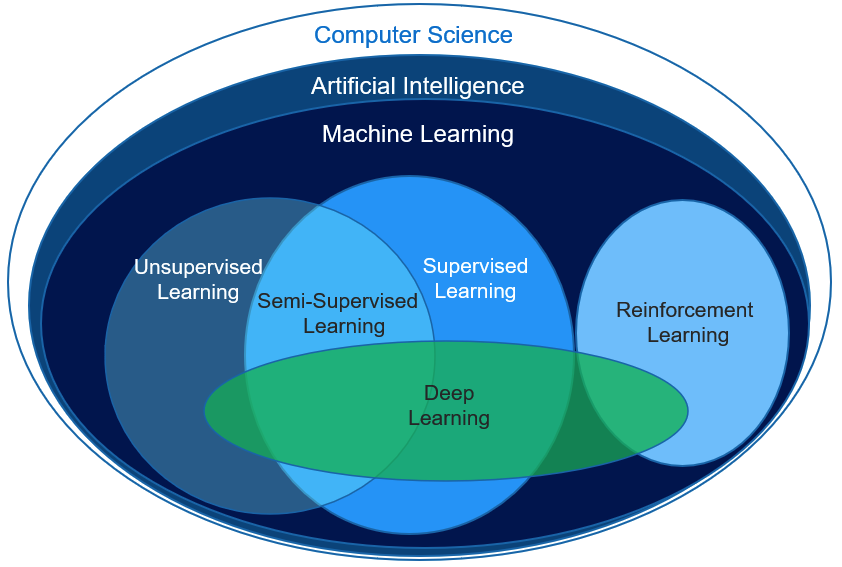 Computer Science
Artificial Intelligence
Machine Learning
Unsupervised
Learning
Semi-Supervised
Learning
Supervised
Learning
Reinforcement
Learning
Deep
Learning